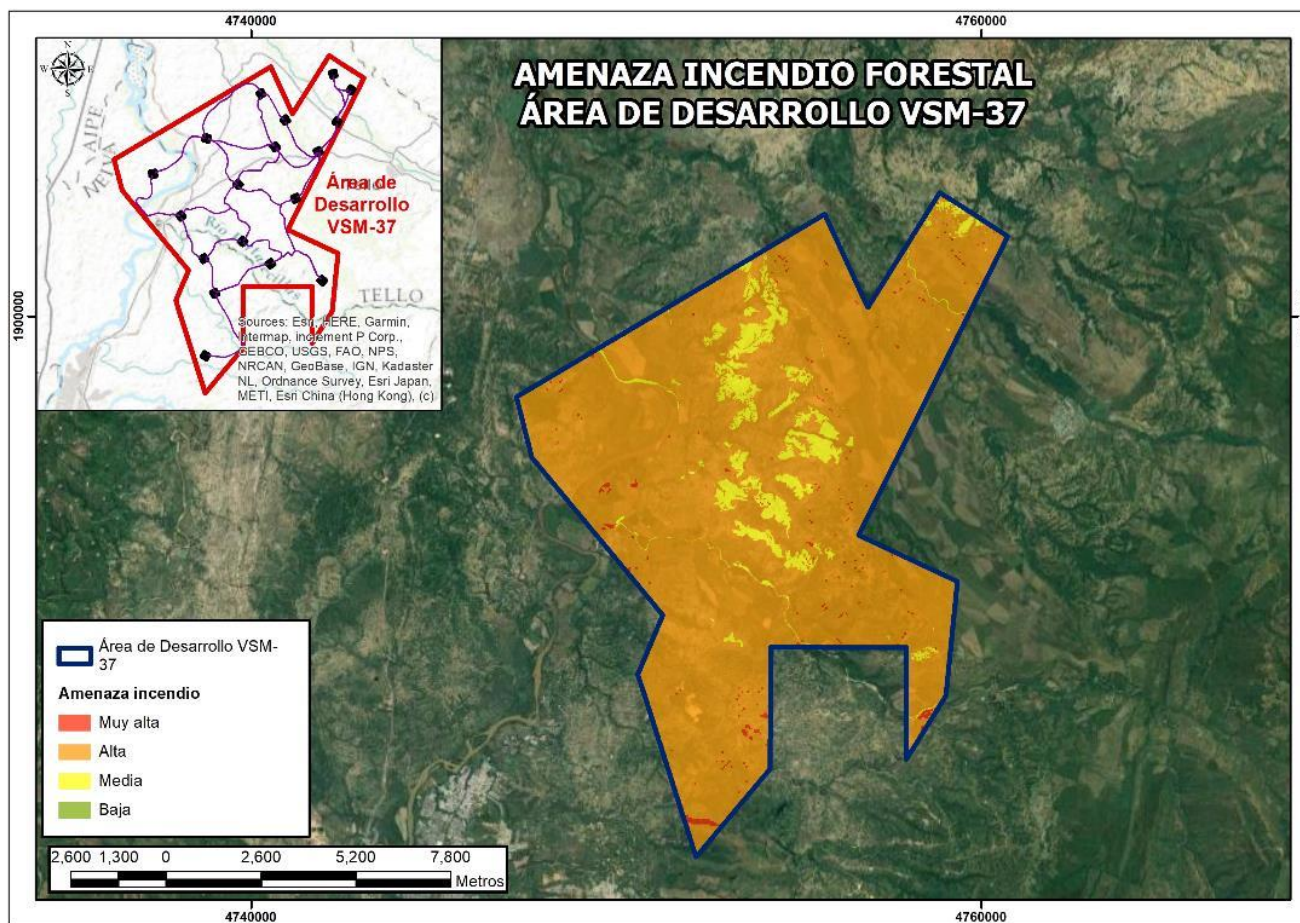 4740000
4760000
N
W
E
S
AIPE
NEIVA
Área de
Desarrollo
VSM-37
TELLO
Sources: Esri, HERE, Garmin,
Intermap, increment P Corp.,
GEBCO, USGS, FAO, NPS,
NRCAN, GeoBase, IGN, Kadaster
NL, Ordnance Survey, Esri Japan,
METI, Esri China (Hong Kong), (c)
AMENAZA INCENDIO FORESTAL
ÁREA DE DESARROLLO VSM-37
1900000
1900000
Área de Desarrollo VSM-
37
Amenaza incendio
Muy alta
Alta
Media
Baja
2,600 1,300 0 2,600 5,200 7,800
Metros
4740000
4760000